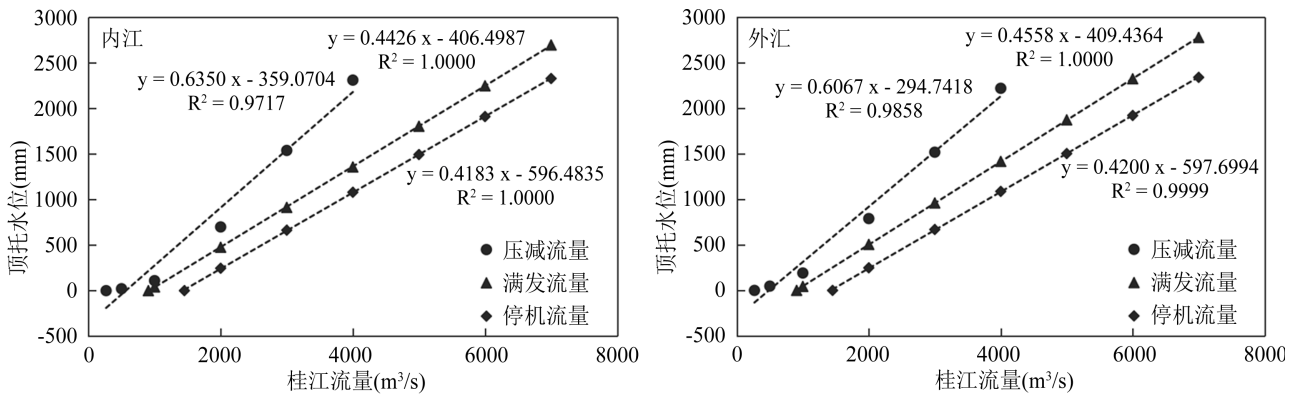 内江
y = 0.4426 x - 406.4987
R² = 1.0000
y = 0.6350 x - 359.0704
R² = 0.9717
y = 0.4183 x - 596.4835
R² = 1.0000
3000
2500
2000
1500
1000
500
0
-500
顶托水位(mm)
压减流量
满发流量
停机流量
0 2000 4000 6000 8000
桂江流量(m³/s)
外汇
y = 0.4558 x - 409.4364
R² = 1.0000
y = 0.6067 x - 294.7418
R² = 0.9858
y = 0.4200 x - 597.6994
R² = 0.9999
3000
2500
2000
1500
1000
500
0
-500
顶托水位(mm)
压减流量
满发流量
停机流量
0 2000 4000 6000 8000
桂江流量(m³/s)